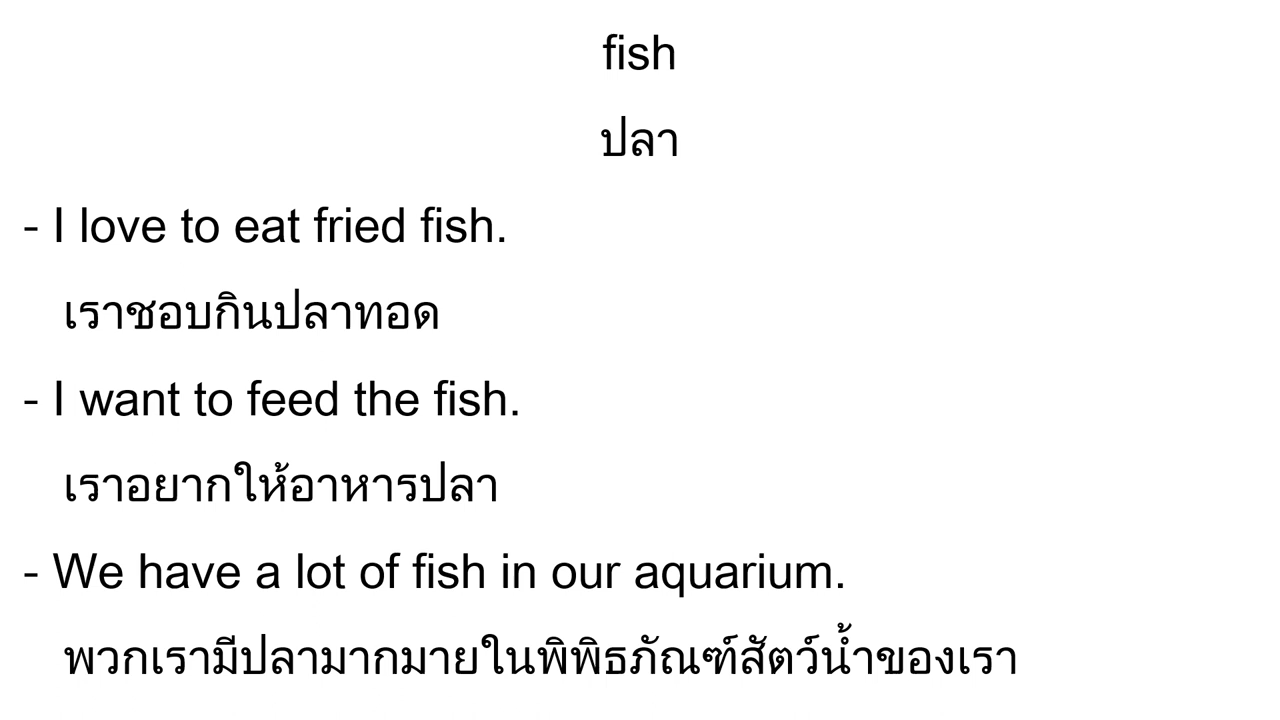 fish
ปลา
- I love to eat fried fish.
เราชอบกินปลาทอด
- I want to feed the fish.
เราอยากให้อาหารปลา
- We have a lot of fish in our aquarium.
พวกเรามีปลามากมายในพิพิธภัณฑ์สัตว์น้ำของเรา